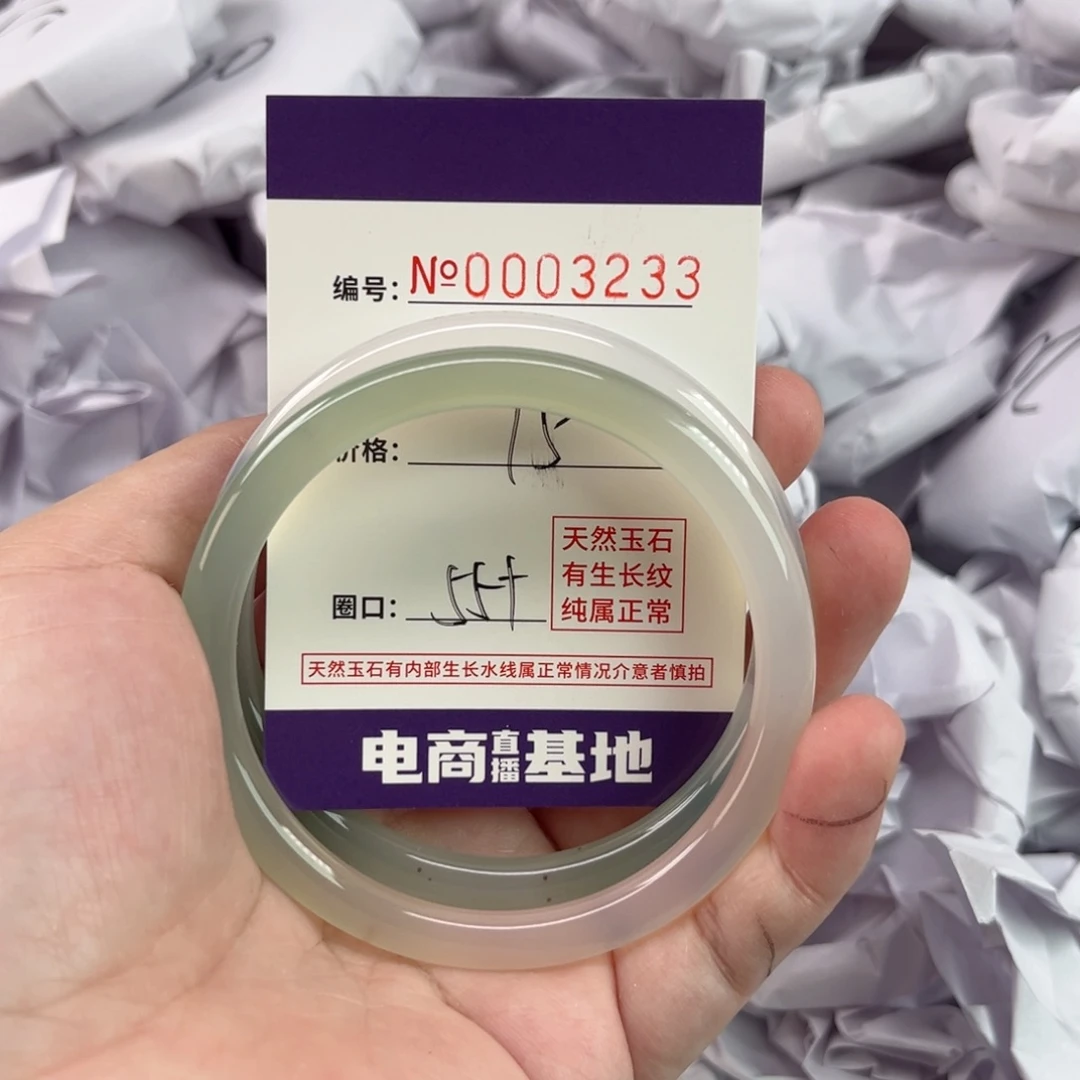 编号: №0003233
价格: 15
圈口: 55+
天然玉石
有生长纹
纯属正常
天然玉石有内部生长水线属正常情况介意者慎拍
电商直播基地